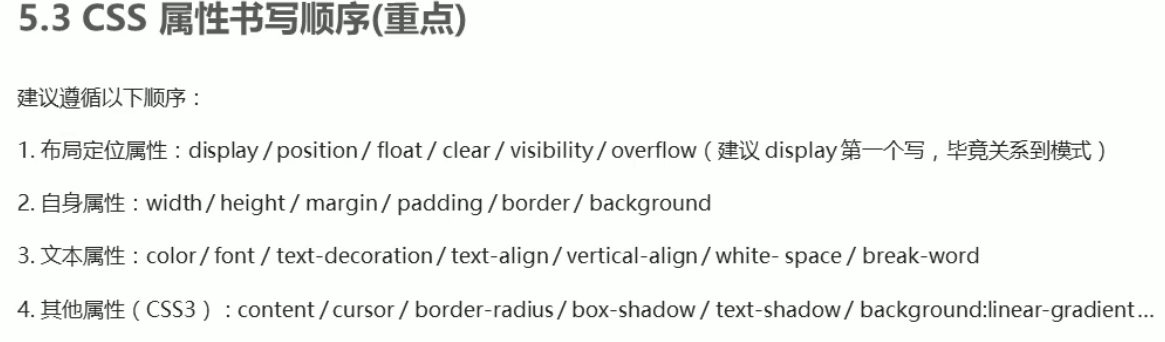 5.3 CSS 属性书写顺序(重点)
建议遵循以下顺序：
1. 布局定位属性：display / position / float / clear / visibility / overflow（建议 display 第一个写，毕竟关系到模式）
2. 自身属性：width / height / margin / padding / border / background
3. 文本属性：color / font / text-decoration / text-align / vertical-align / white- space / break-word
4. 其他属性（CSS3）：content / cursor / border-radius / box-shadow / text-shadow / background:linear-gradient…